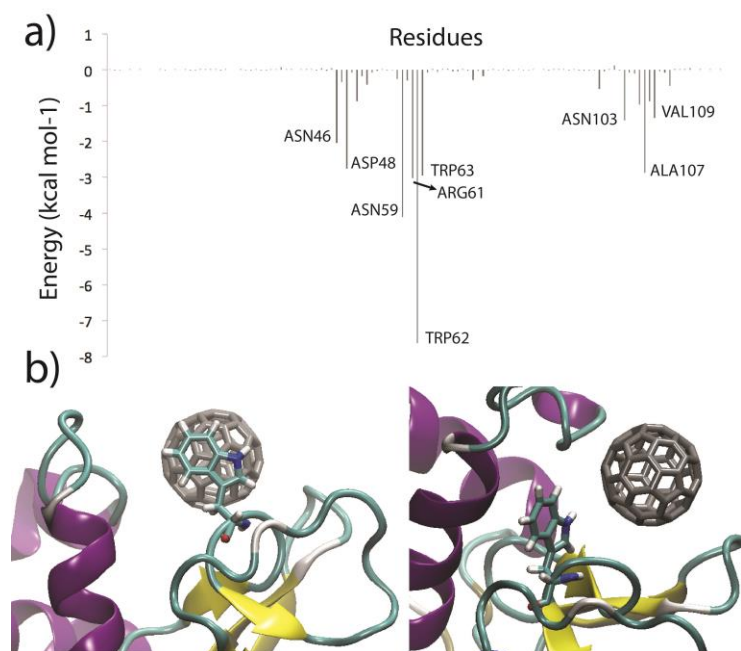 a)
Residues
Energy (kcal mol-1)
1
0
-1
-2
-3
-4
-5
-6
-7
-8
ASN46
ASP48
ASN59
TRP63
ARG61
TRP62
ASN103
VAL109
ALA107
b)